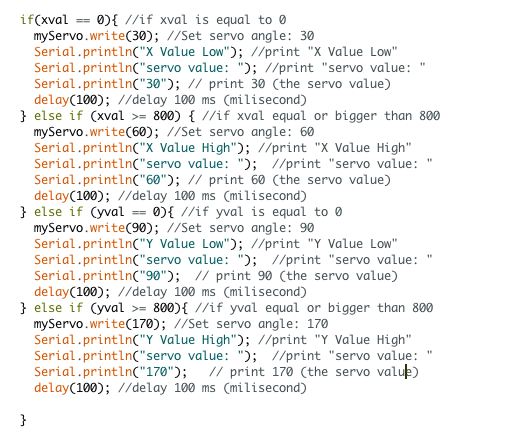 if(xval == 0){ //if xval is equal to 0
myServo.write(30); //Set servo angle: 30
Serial.println("X Value Low"); //print "X Value Low"
Serial.println("servo value: "); //print "servo value: "
Serial.println("30"); // print 30 (the servo value)
delay(100); //delay 100 ms (milisecond)
} else if (xval >= 800) { //if xval equal or bigger than 800
myServo.write(60); //Set servo angle: 60
Serial.println("X Value High"); //print "X Value High"
Serial.println("servo value: ");  //print "servo value: "
Serial.println("60"); // print 60 (the servo value)
delay(100); //delay 100 ms (milisecond)
} else if (yval == 0){ //if yval is equal to 0
myServo.write(90); //Set servo angle: 90
Serial.println("Y Value Low"); //print "Y Value Low"
Serial.println("servo value: ");  //print "servo value: "
Serial.println("90");  // print 90 (the servo value)
delay(100); //delay 100 ms (milisecond)
} else if (yval >= 800){ //if yval equal or bigger than 800
myServo.write(170); //Set servo angle: 170
Serial.println("Y Value High"); //print "Y Value High"
Serial.println("servo value: ");  //print "servo value: "
Serial.println("170");   // print 170 (the servo value)
delay(100); //delay 100 ms (milisecond)
}